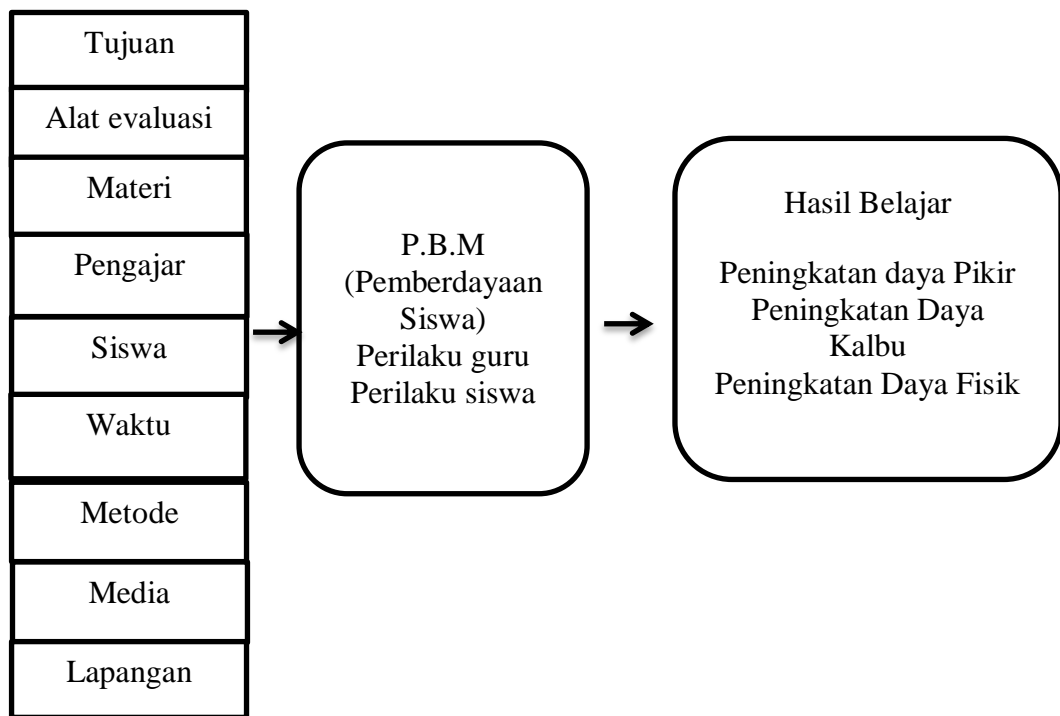 Tujuan
Alat evaluasi
Materi
Pengajar
Siswa
Waktu
Metode
Media
Lapangan
P.B.M
(Pemberdayaan
Siswa)
Perilaku guru
Perilaku siswa
Hasil Belajar
Peningkatan daya Pikir
Peningkatan Daya
Kalbu
Peningkatan Daya Fisik